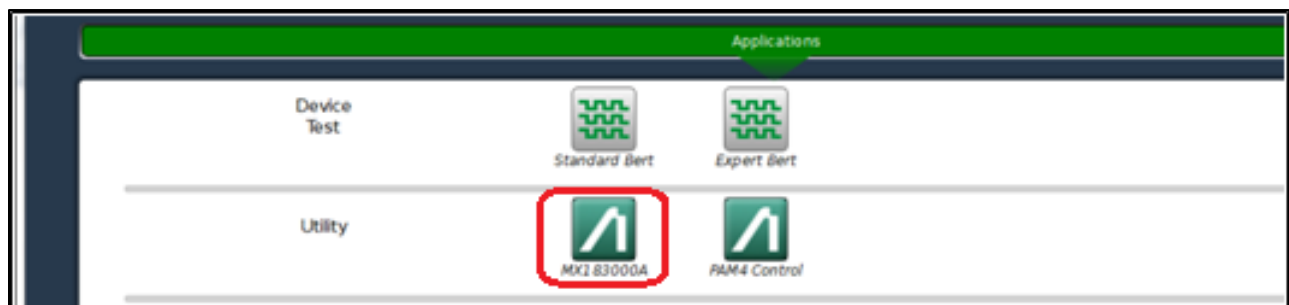 Applications
Device
Test
Standard Bert
Expert Bert
Utility
MX183000A
PAM4 Control